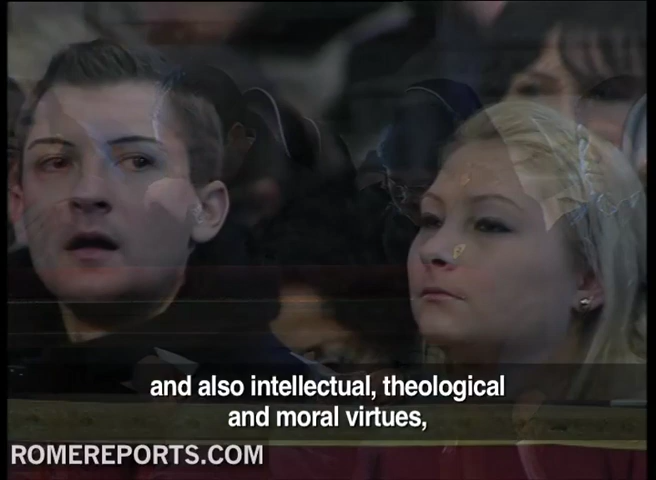 and also intellectual, theological
and moral virtues,
ROMEREPORTS.COM